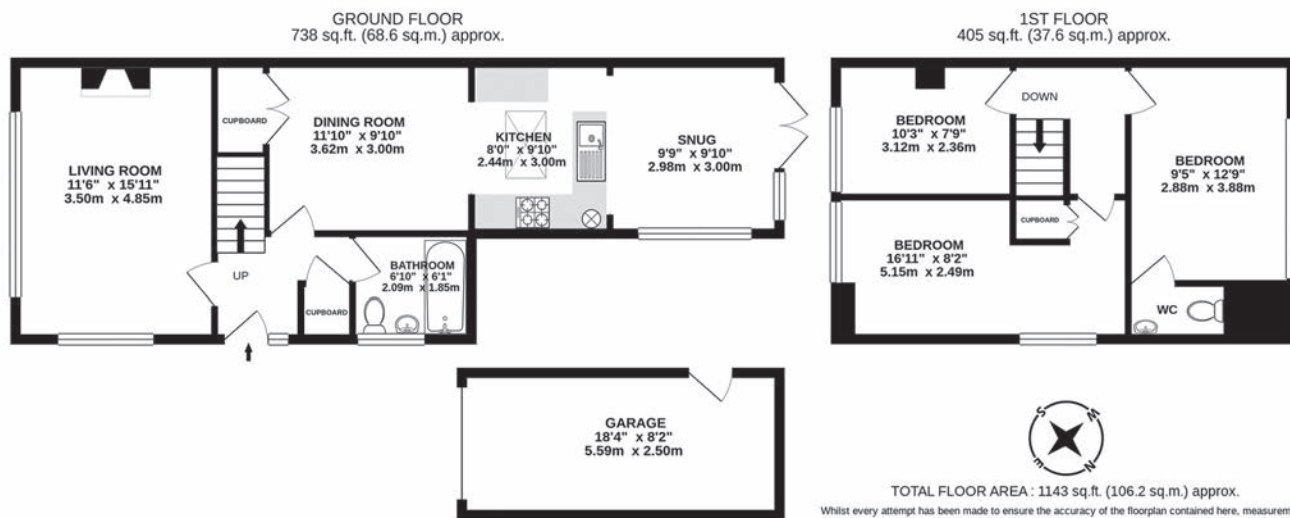 GROUND FLOOR
738 sq.ft. (68.6 sq.m.) approx.
LIVING ROOM
11'6" x 15'11"
3.50m x 4.85m
CUPBOARD
DINING ROOM
11'10" x 9'10"
3.62m x 3.00m
KITCHEN
8'0" x 9'10"
2.44m x 3.00m
SNUG
9'9" x 9'10"
2.98m x 3.00m
UP
CUPBOARD
BATHROOM
6'10" x 6'1"
2.09m x 1.85m
GARAGE
18'4" x 8'2"
5.59m x 2.50m
1ST FLOOR
405 sq.ft. (37.6 sq.m.) approx.
BEDROOM
10'3" x 7'9"
3.12m x 2.36m
DOWN
BEDROOM
9'5" x 12'9"
2.88m x 3.88m
CUPBOARD
BEDROOM
16'11" x 8'2"
5.15m x 2.49m
WC
S
W
E
N
TOTAL FLOOR AREA : 1143 sq.ft. (106.2 sq.m.) approx.
Whilst every attempt has been made to ensure the accuracy of the floorplan contained here, measurem